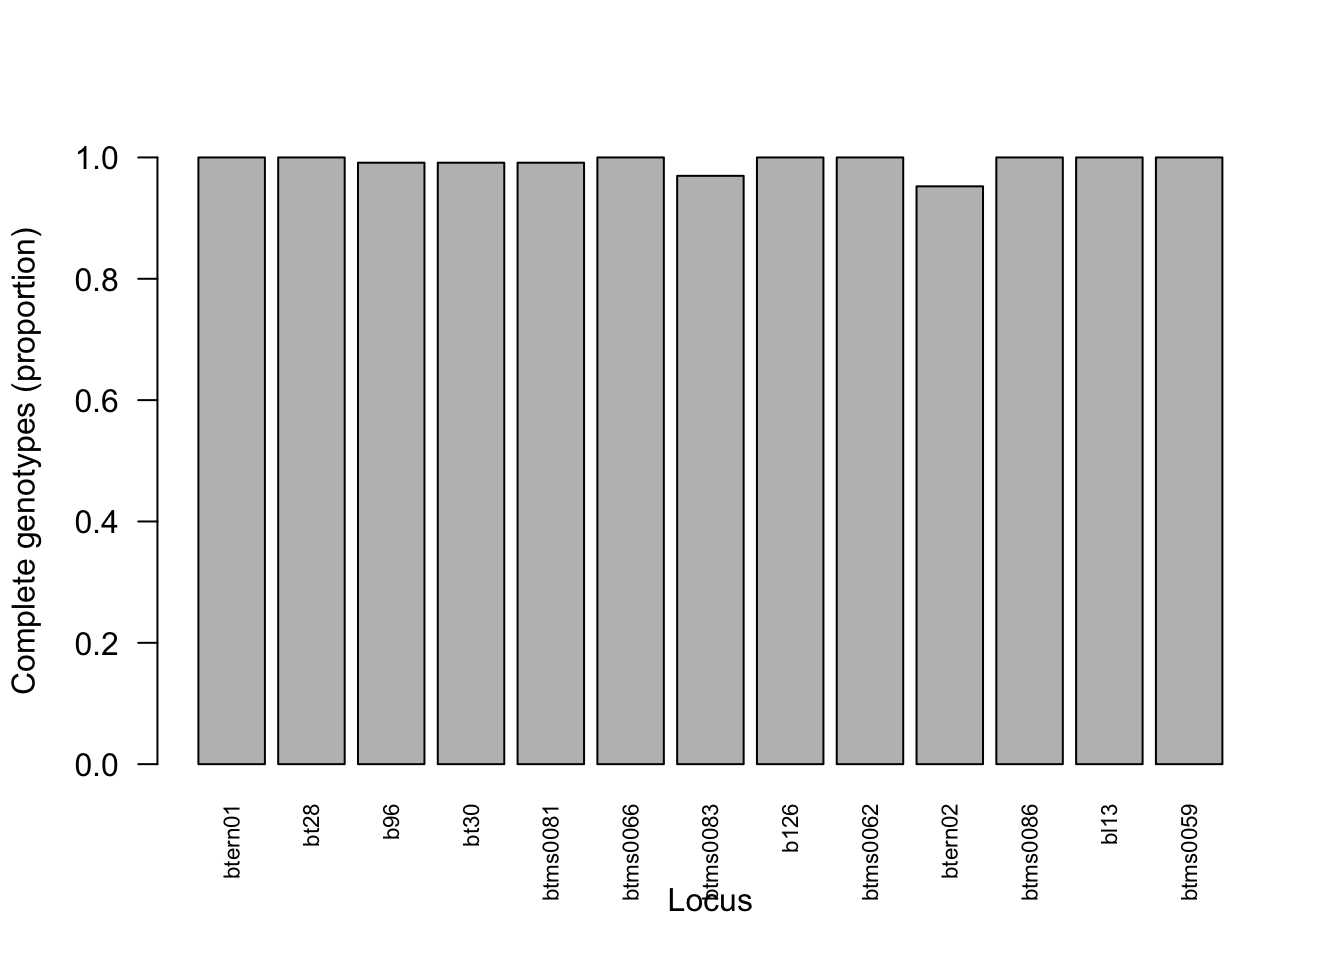 Complete genotypes (proportion)
1.0
0.8
0.6
0.4
0.2
0.0
btern01
bt28
b96
bt30
btms0081
btms0066
btms0083
b126
btms0062
btern02
btms0086
bl13
btms0059
Locus